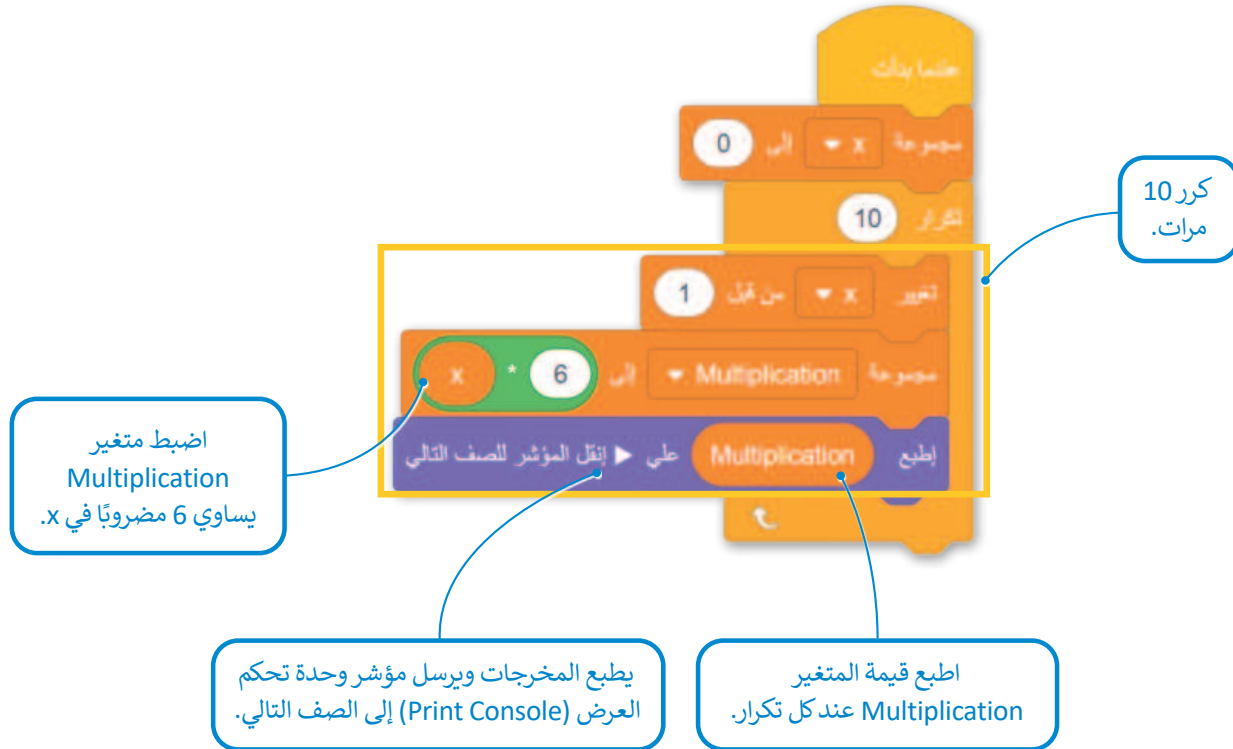 عندما بدأت
مجموعة x إلى 0
تكرار 10
كرر 10
مرات.
تغيير x من قبل 1
مجموعة Multiplication إلى 6 * x
إطبع Multiplication علي ◀ إنقل المؤشر للصف التالي
اضبط متغير
Multiplication
يساوي 6 مضروبًا في x.
اطبع قيمة المتغير
Multiplication عند كل تكرار.
يطبع المخرجات ويرسل مؤشر وحدة تحكم
العرض (Print Console) إلى الصف التالي.